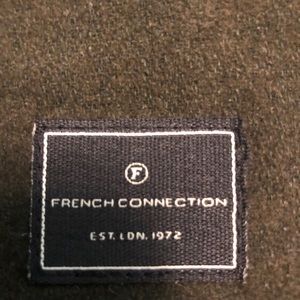 F
FRENCH CONNECTION
EST. LDN. 1972